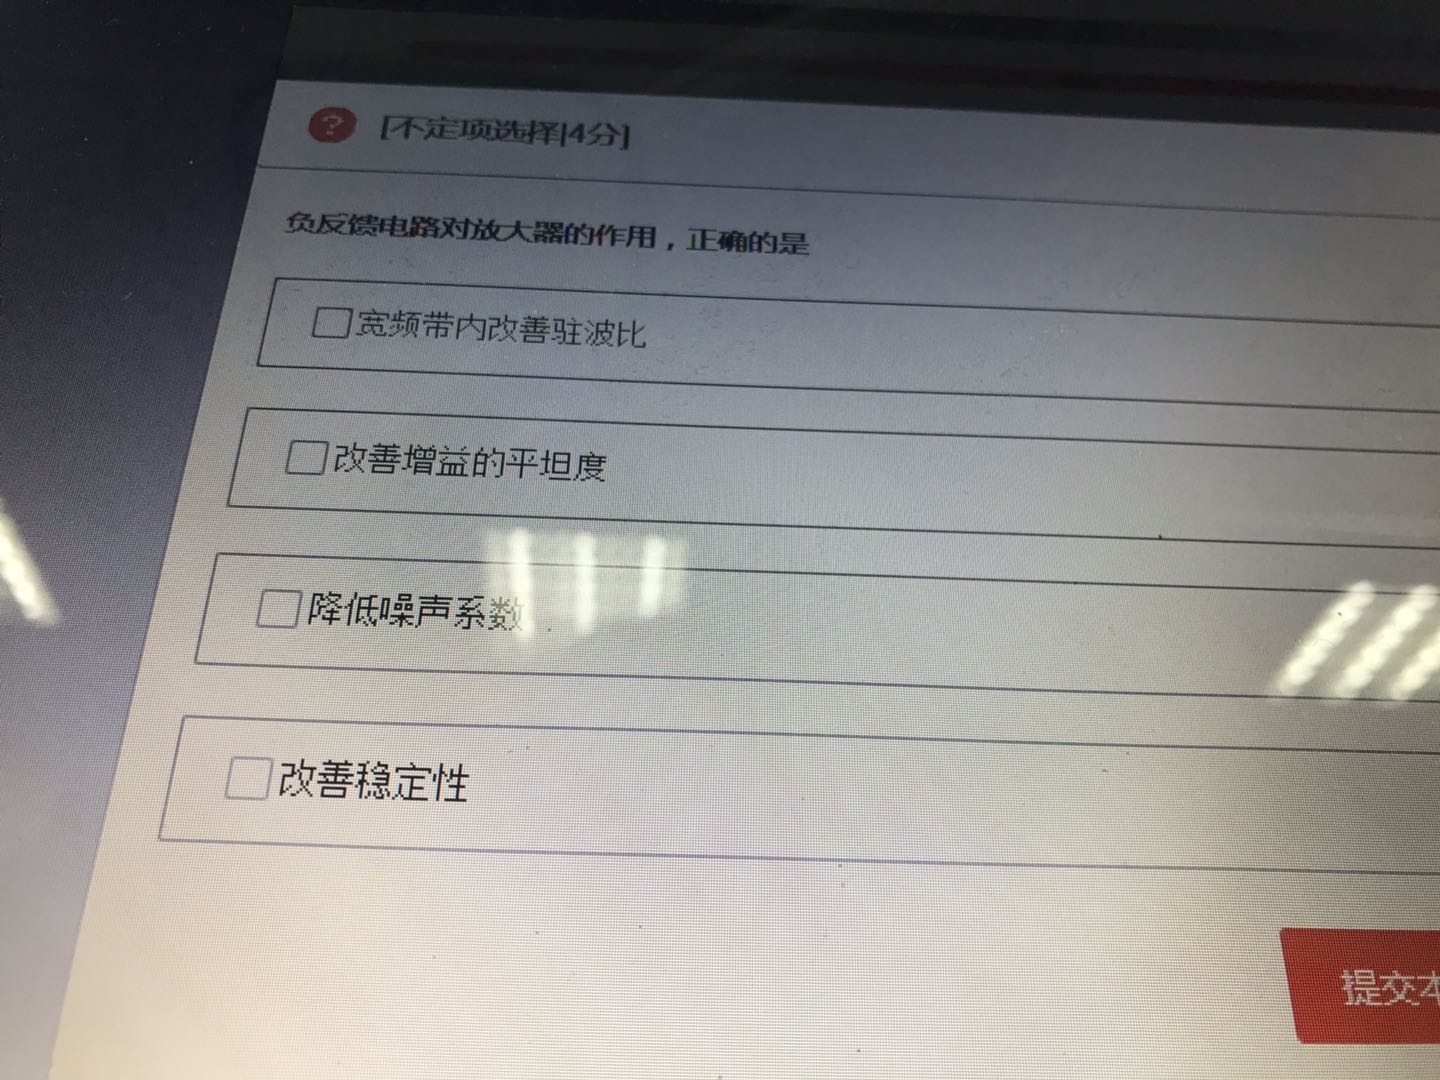 [不定项选择|4分]
负反馈电路对放大器的作用，正确的是
宽频带内改善驻波比
改善增益的平坦度
降低噪声系数
改善稳定性
提交本